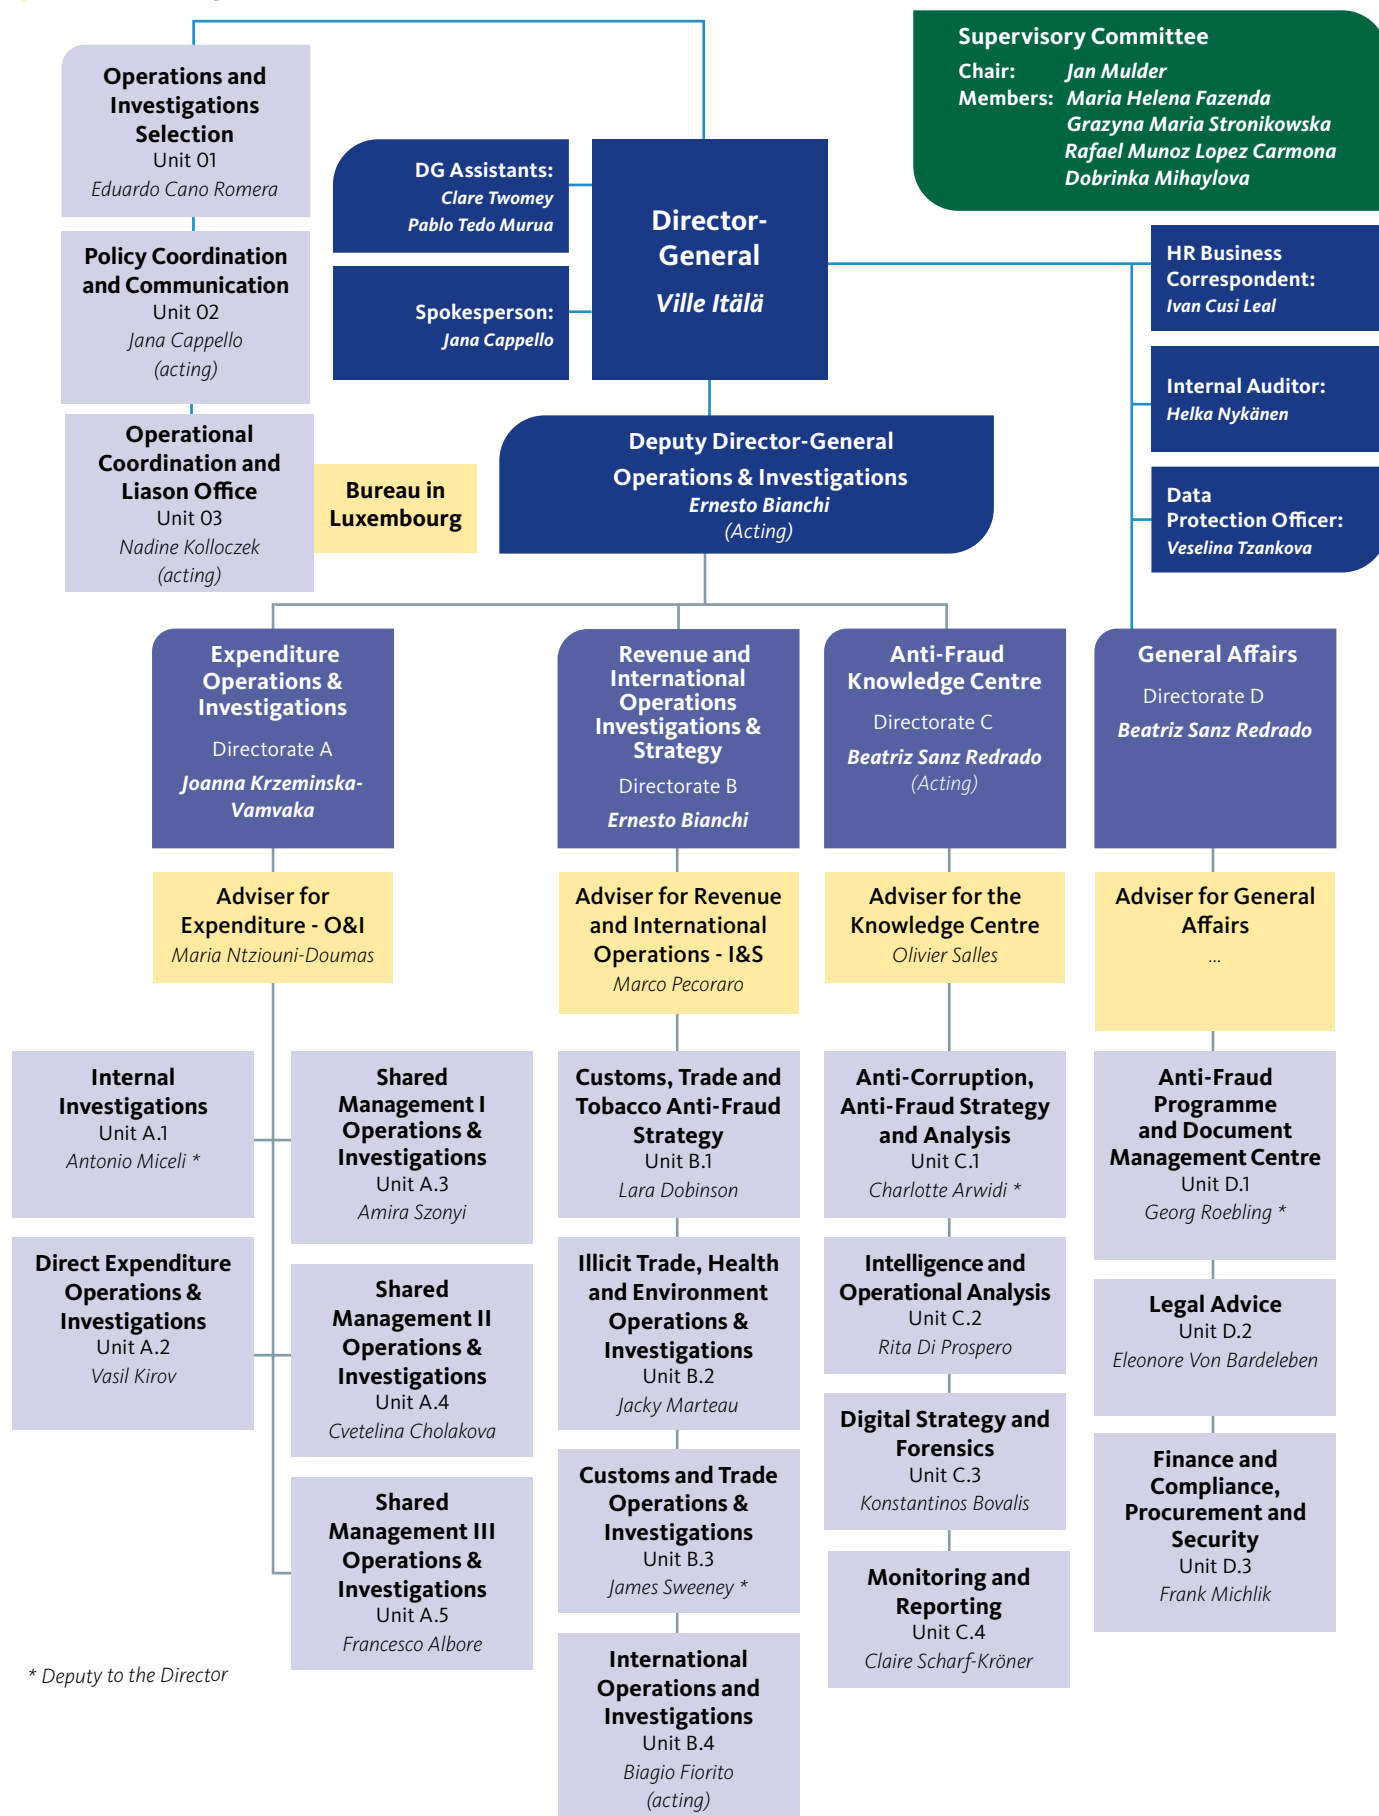 Operations and
Investigations
Selection
Unit 01
Eduardo Cano Romera
Policy Coordination
and Communication
Unit 02
Jana Cappello
(acting)
Operational
Coordination and
Liason Office
Unit 03
Nadine Kolloczek
(acting)
Bureau in
Luxembourg
DG Assistants:
Clare Twomey
Pablo Tedo Murua
Spokesperson:
Jana Cappello
Director-
General
Ville Itälä
Supervisory Committee
Chair: Jan Mulder
Members: Maria Helena Fazenda
Grazyna Maria Stronikowska
Rafael Munoz Lopez Carmona
Dobrinka Mihaylova
HR Business
Correspondent:
Ivan Cusi Leal
Internal Auditor:
Helka Nykänen
Data
Protection Officer:
Veselina Tzankova
Deputy Director-General
Operations & Investigations
Ernesto Bianchi
(Acting)
Expenditure
Operations &
Investigations
Directorate A
Joanna Krzeminska-
Vamvaka
Adviser for
Expenditure - O&I
Maria Ntziouni-Doumas
Internal
Investigations
Unit A.1
Antonio Miceli *
Direct Expenditure
Operations &
Investigations
Unit A.2
Vasil Kirov
Shared
Management I
Operations &
Investigations
Unit A.3
Amira Szonyi
Shared
Management II
Operations &
Investigations
Unit A.4
Cvetelina Cholakova
Shared
Management III
Operations &
Investigations
Unit A.5
Francesco Albore
Revenue and
International
Operations
Investigations &
Strategy
Directorate B
Ernesto Bianchi
Adviser for Revenue
and International
Operations - I&S
Marco Pecoraro
Customs, Trade and
Tobacco Anti-Fraud
Strategy
Unit B.1
Lara Dobinson
Illicit Trade, Health
and Environment
Operations &
Investigations
Unit B.2
Jacky Marteau
Customs and Trade
Operations &
Investigations
Unit B.3
James Sweeney *
International
Operations and
Investigations
Unit B.4
Biagio Fiorito
(acting)
Anti-Fraud
Knowledge Centre
Directorate C
Beatriz Sanz Redrado
(Acting)
Adviser for the
Knowledge Centre
Olivier Salles
Anti-Corruption,
Anti-Fraud Strategy
and Analysis
Unit C.1
Charlotte Arwidi *
Intelligence and
Operational Analysis
Unit C.2
Rita Di Prospero
Digital Strategy and
Forensics
Unit C.3
Konstantinos Bovalis
Monitoring and
Reporting
Unit C.4
Claire Scharf-Kröner
General Affairs
Directorate D
Beatriz Sanz Redrado
Adviser for General
Affairs
...
Anti-Fraud
Programme
and Document
Management Centre
Unit D.1
Georg Roebling *
Legal Advice
Unit D.2
Eleonore Von Bardeleben
Finance and
Compliance,
Procurement and
Security
Unit D.3
Frank Michlik
* Deputy to the Director